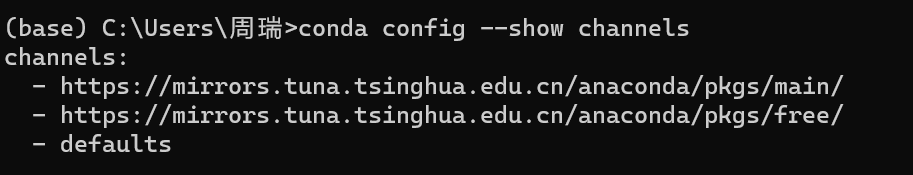 (base) C:\Users\周瑞>conda config --show channels
channels:
  - https://mirrors.tuna.tsinghua.edu.cn/anaconda/pkgs/main/
  - https://mirrors.tuna.tsinghua.edu.cn/anaconda/pkgs/free/
  - defaults